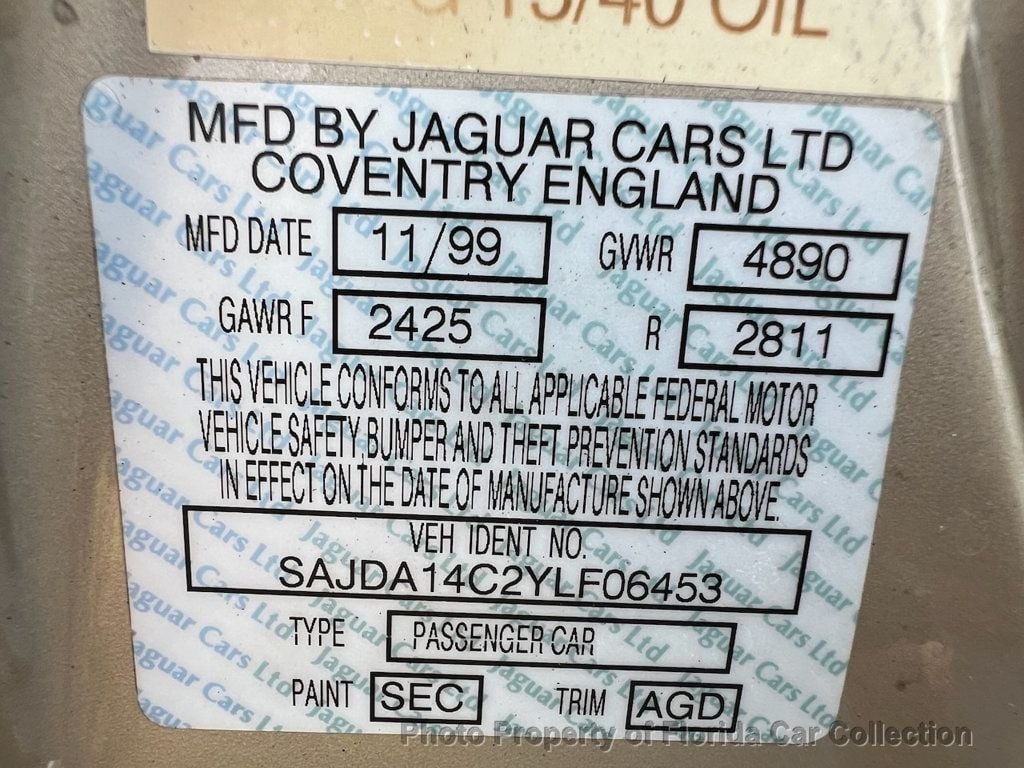 15/40 OIL
MFD BY JAGUAR CARS LTD
COVENTRY ENGLAND
MFD DATE 11/99 GVWR 4890
GAWR F 2425 R 2811
THIS VEHICLE CONFORMS TO ALL APPLICABLE FEDERAL MOTOR
VEHICLE SAFETY BUMPER AND THEFT PREVENTION STANDARDS
IN EFFECT ON THE DATE OF MANUFACTURE SHOWN ABOVE.
VEH IDENT NO.
SAJDA14C2YLF06453
TYPE PASSENGER CAR
PAINT SEC TRIM AGD
Photo Property of Florida Car Collection